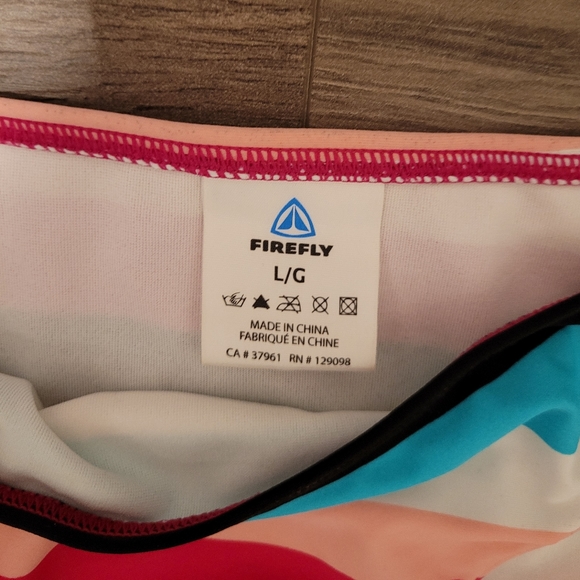 FIREFLY
L/G
MADE IN CHINA
FABRIQUÉ EN CHINE
CA # 37961 RN # 129098